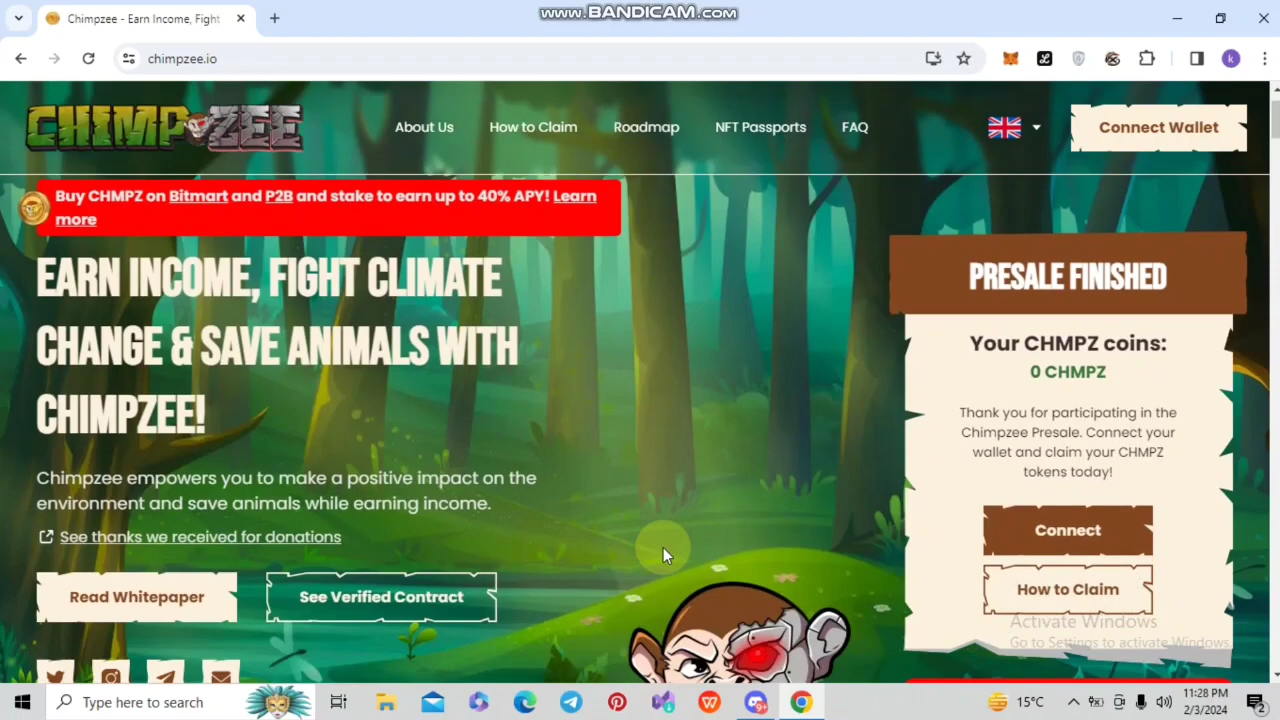 www.BANDICAM.com
Chimpzee - Earn Income, Fight
chimpzee.io
CHIMPZEE
About Us
How to Claim
Roadmap
NFT Passports
FAQ
Connect Wallet
Buy CHMPZ on Bitmart and P2B and stake to earn up to 40% APY! Learn
more
EARN INCOME, FIGHT CLIMATE
CHANGE & SAVE ANIMALS WITH
CHIMPZEE!
Chimpzee empowers you to make a positive impact on the
environment and save animals while earning income.
See thanks we received for donations
Read Whitepaper
See Verified Contract
PRESALE FINISHED
Your CHMPZ coins:
0 CHMPZ
Thank you for participating in the
Chimpzee Presale. Connect your
wallet and claim your CHMPZ
tokens today!
Connect
How to Claim
Activate Windows
Go to Settings to activate Windows.
Type here to search
9+
15°C
11:28 PM
2/3/2024
2
k